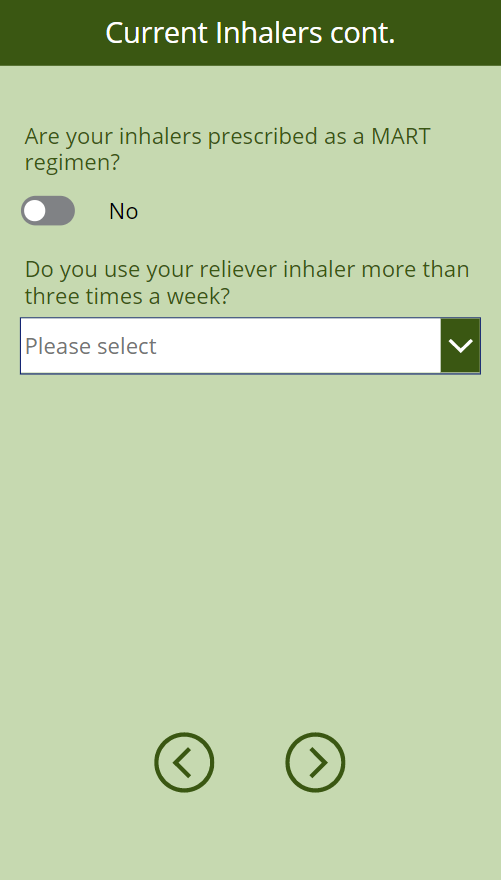 Current Inhalers cont.
Are your inhalers prescribed as a MART
regimen?
No
Do you use your reliever inhaler more than
three times a week?
Please select